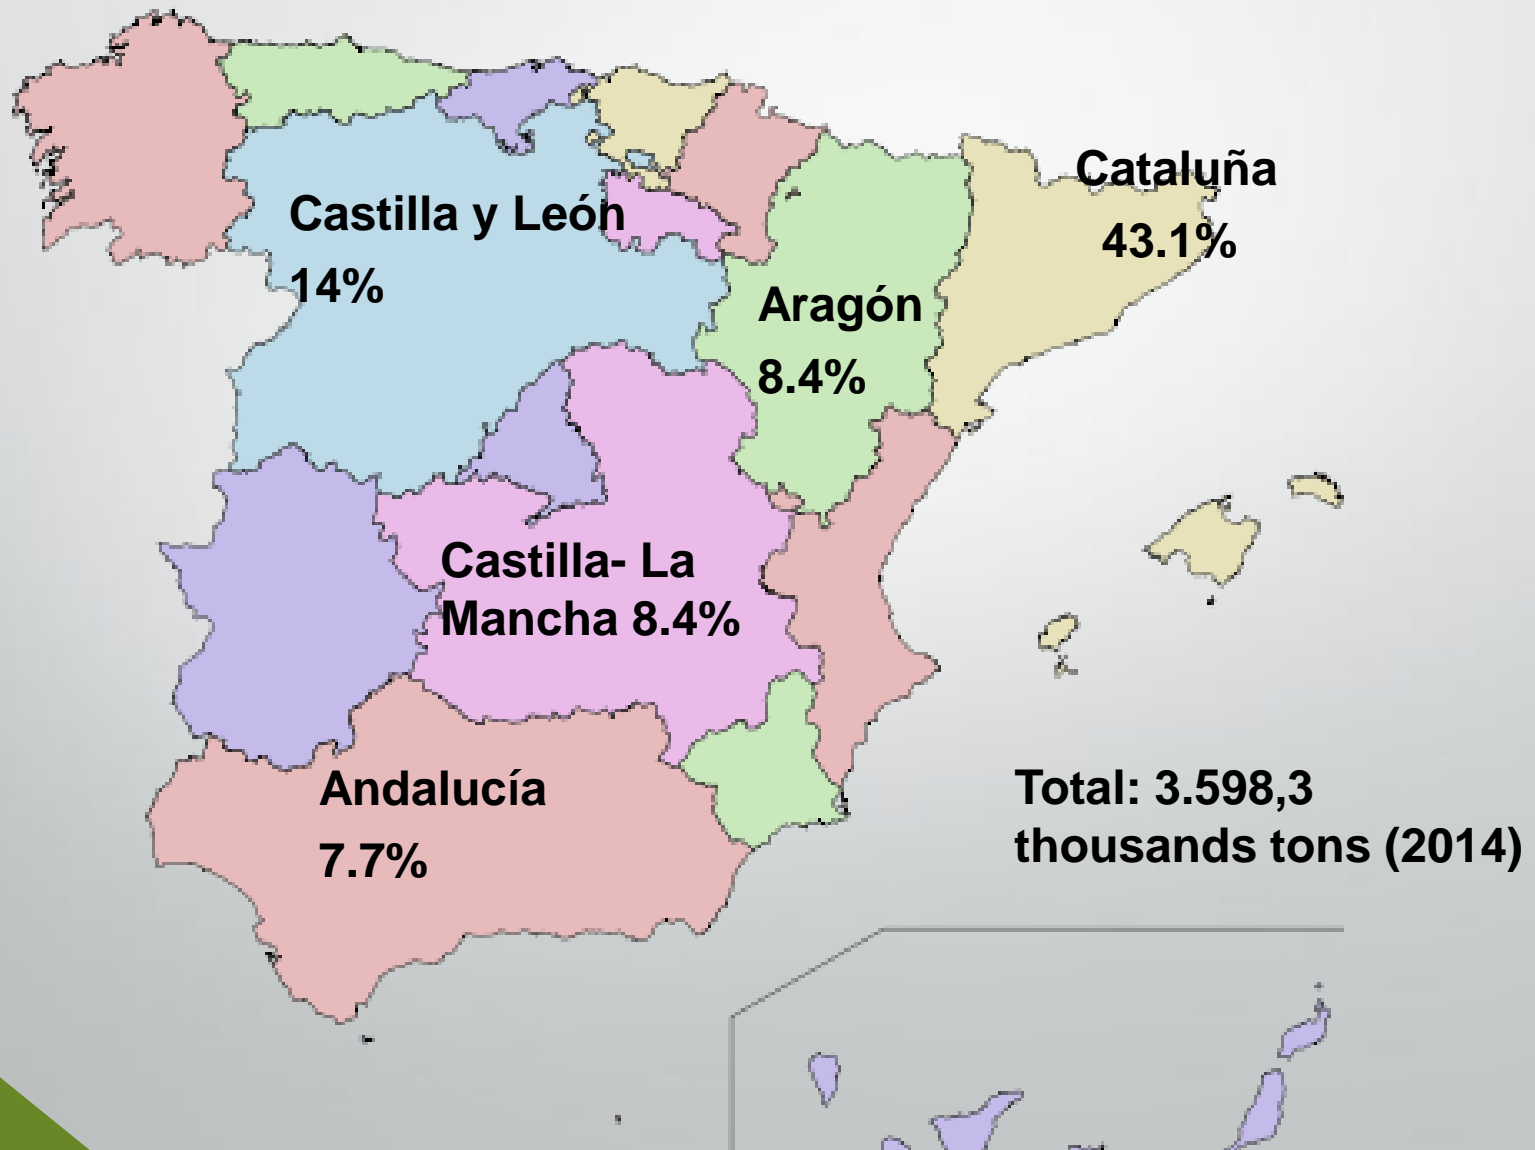 Cataluña
43.1%
Castilla y León
14%
Aragón
8.4%
Castilla- La
Mancha 8.4%
Andalucía
7.7%
Total: 3.598,3
thousands tons (2014)